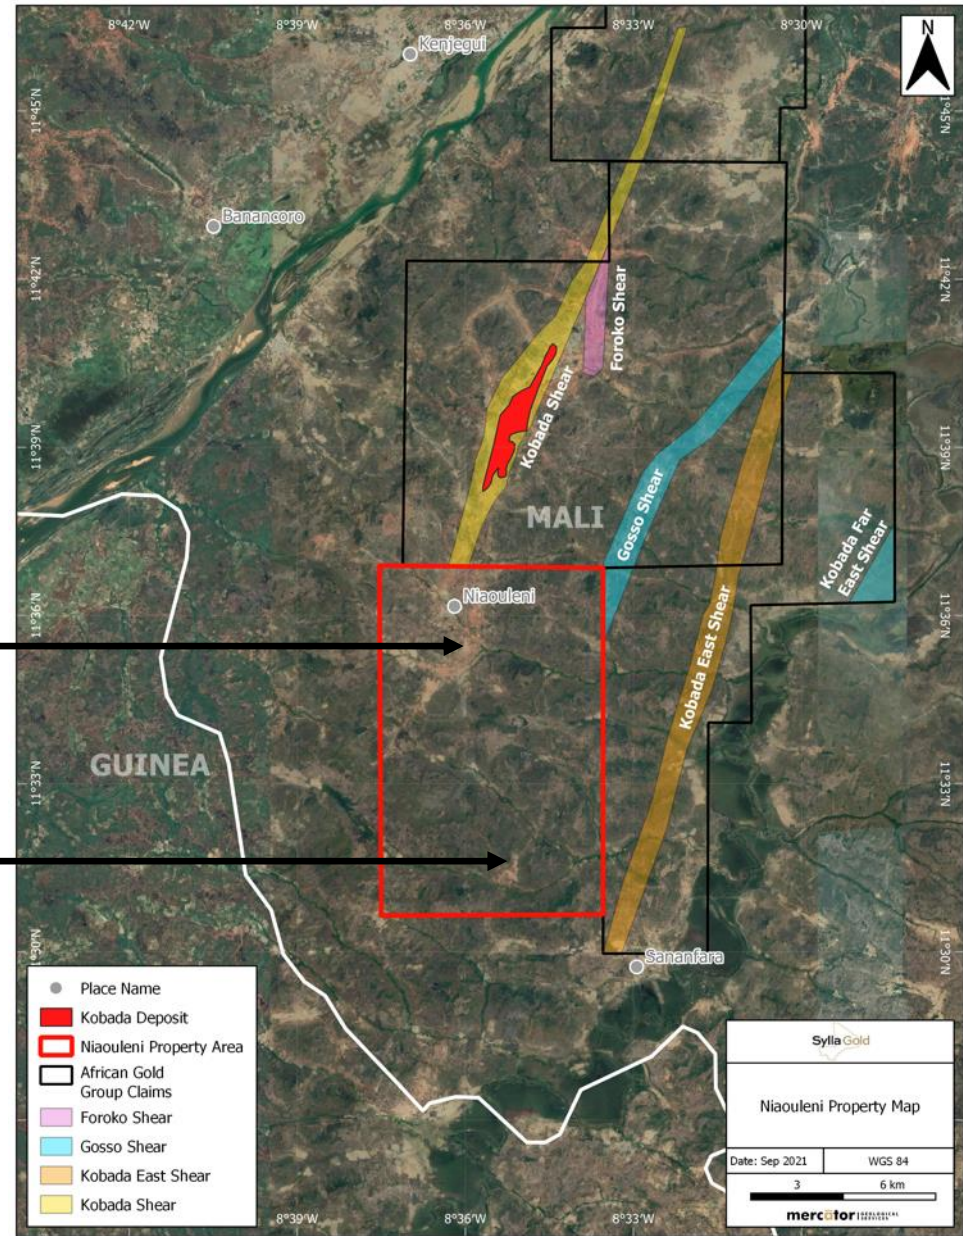 8°42'W
8°39'W
8°36'W
8°33'W
8°30'W
N
Kenjegui
11°45'N
1°45'N
Banancoro
11°42'N
11°42'N
Foroko Shear
Kobada Shear
11°39'N
11°39'N
MALI
Gosso Shear
Kobada Far
East Shear
Niaouleni
11°36'N
11°36'N
Kobada East Shear
GUINEA
11°33'N
11°33'N
11°30'N
Sananfara
11°30'N
Place Name
Kobada Deposit
Niaouleni Property Area
African Gold
Group Claims
Foroko Shear
Gosso Shear
Kobada East Shear
Kobada Shear
SyllaGold
Niaouleni Property Map
Date: Sep 2021
WGS 84
3
6 km
mercator GEOLOGICAL
SERVICES
8°39'W
8°36'W
8°33'W